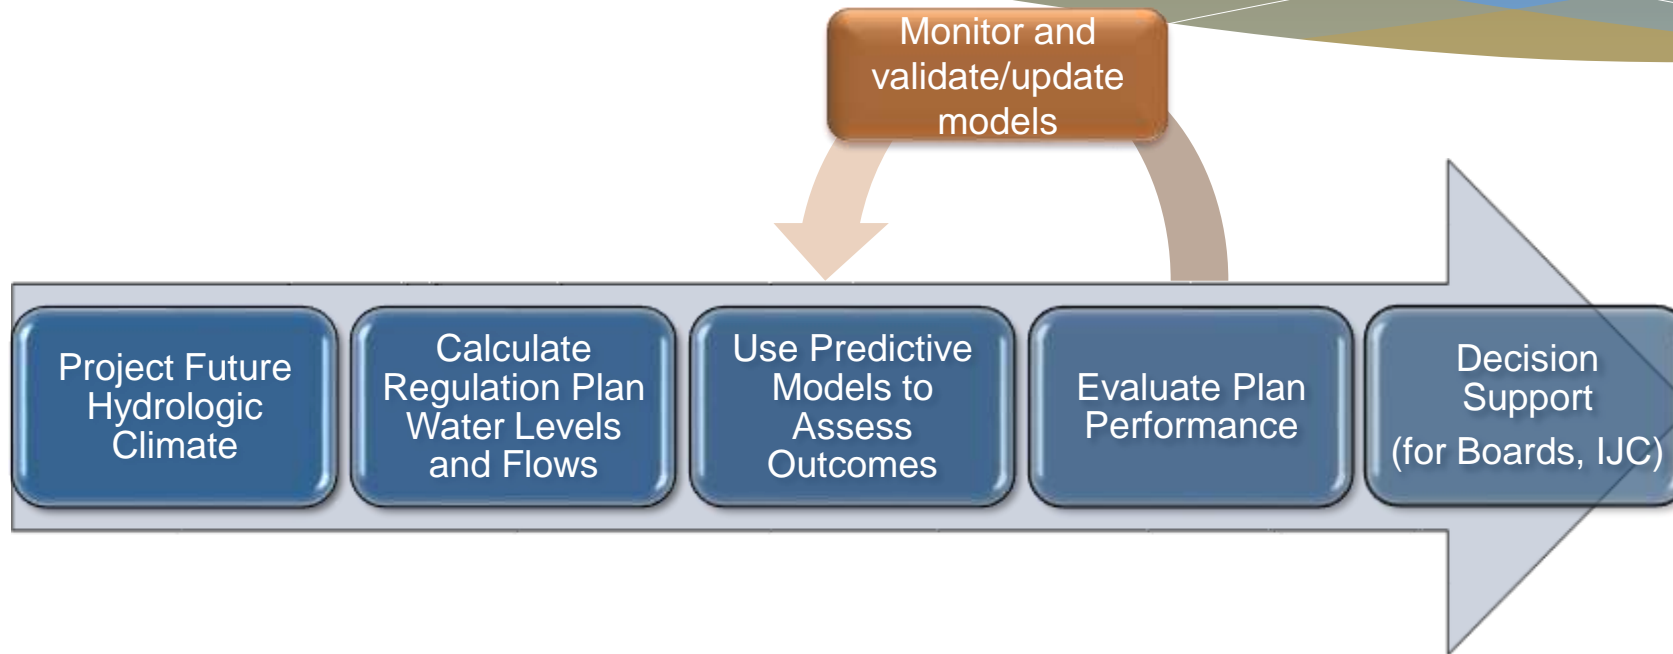 Monitor and
validate/update
models
Project Future
Hydrologic
Climate
Calculate
Regulation Plan
Water Levels
and Flows
Use Predictive
Models to
Assess
Outcomes
Evaluate Plan
Performance
Decision
Support
(for Boards, IJC)